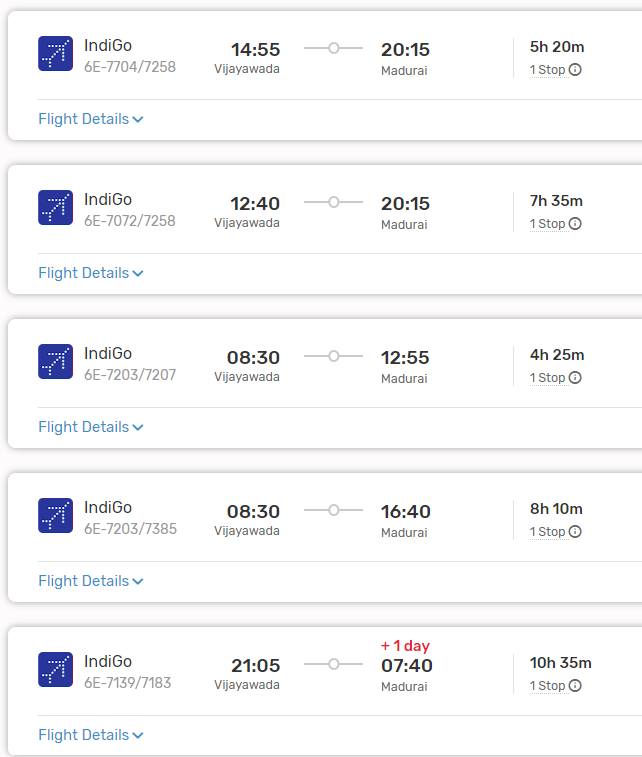 IndiGo 14:55 20:15 5h 20m
6E-7704/7258 Vijayawada Madurai 1 Stop
Flight Details
IndiGo 12:40 20:15 7h 35m
6E-7072/7258 Vijayawada Madurai 1 Stop
Flight Details
IndiGo 08:30 12:55 4h 25m
6E-7203/7207 Vijayawada Madurai 1 Stop
Flight Details
IndiGo 08:30 16:40 8h 10m
6E-7203/7385 Vijayawada Madurai 1 Stop
Flight Details
+ 1 day
IndiGo 21:05 07:40 10h 35m
6E-7139/7183 Vijayawada Madurai 1 Stop
Flight Details